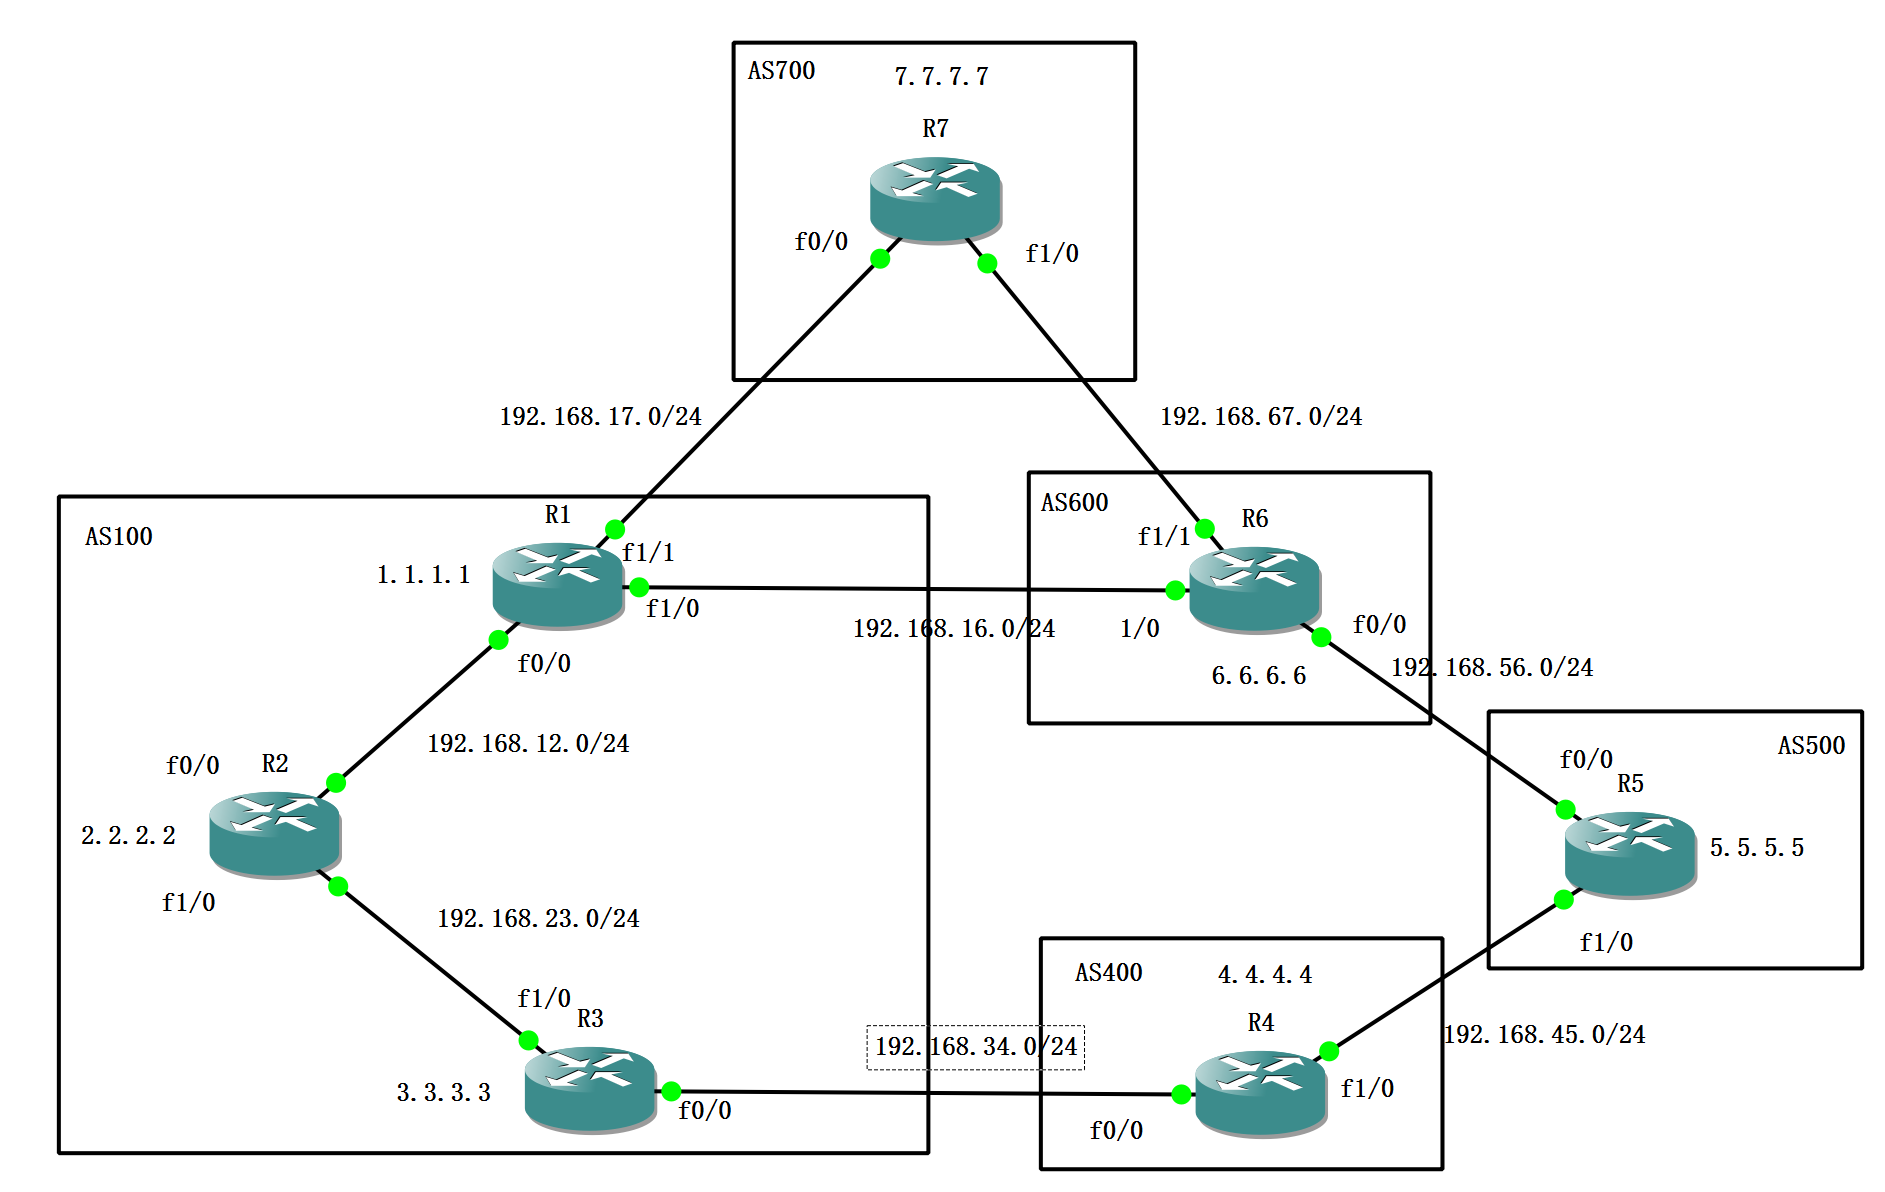 AS700
7.7.7.7
R7
f0/0
f1/0
192.168.17.0/24
192.168.67.0/24
AS100
R1
1.1.1.1
f1/1
f1/0
f0/0
192.168.16.0/24
AS600
R6
f1/1
1/0
f0/0
6.6.6.6
192.168.56.0/24
192.168.12.0/24
f0/0
R2
2.2.2.2
f1/0
192.168.23.0/24
AS500
f0/0
R5
5.5.5.5
f1/0
f1/0
R3
3.3.3.3
f0/0
192.168.34.0/24
AS400
4.4.4.4
R4
f1/0
f0/0
192.168.45.0/24